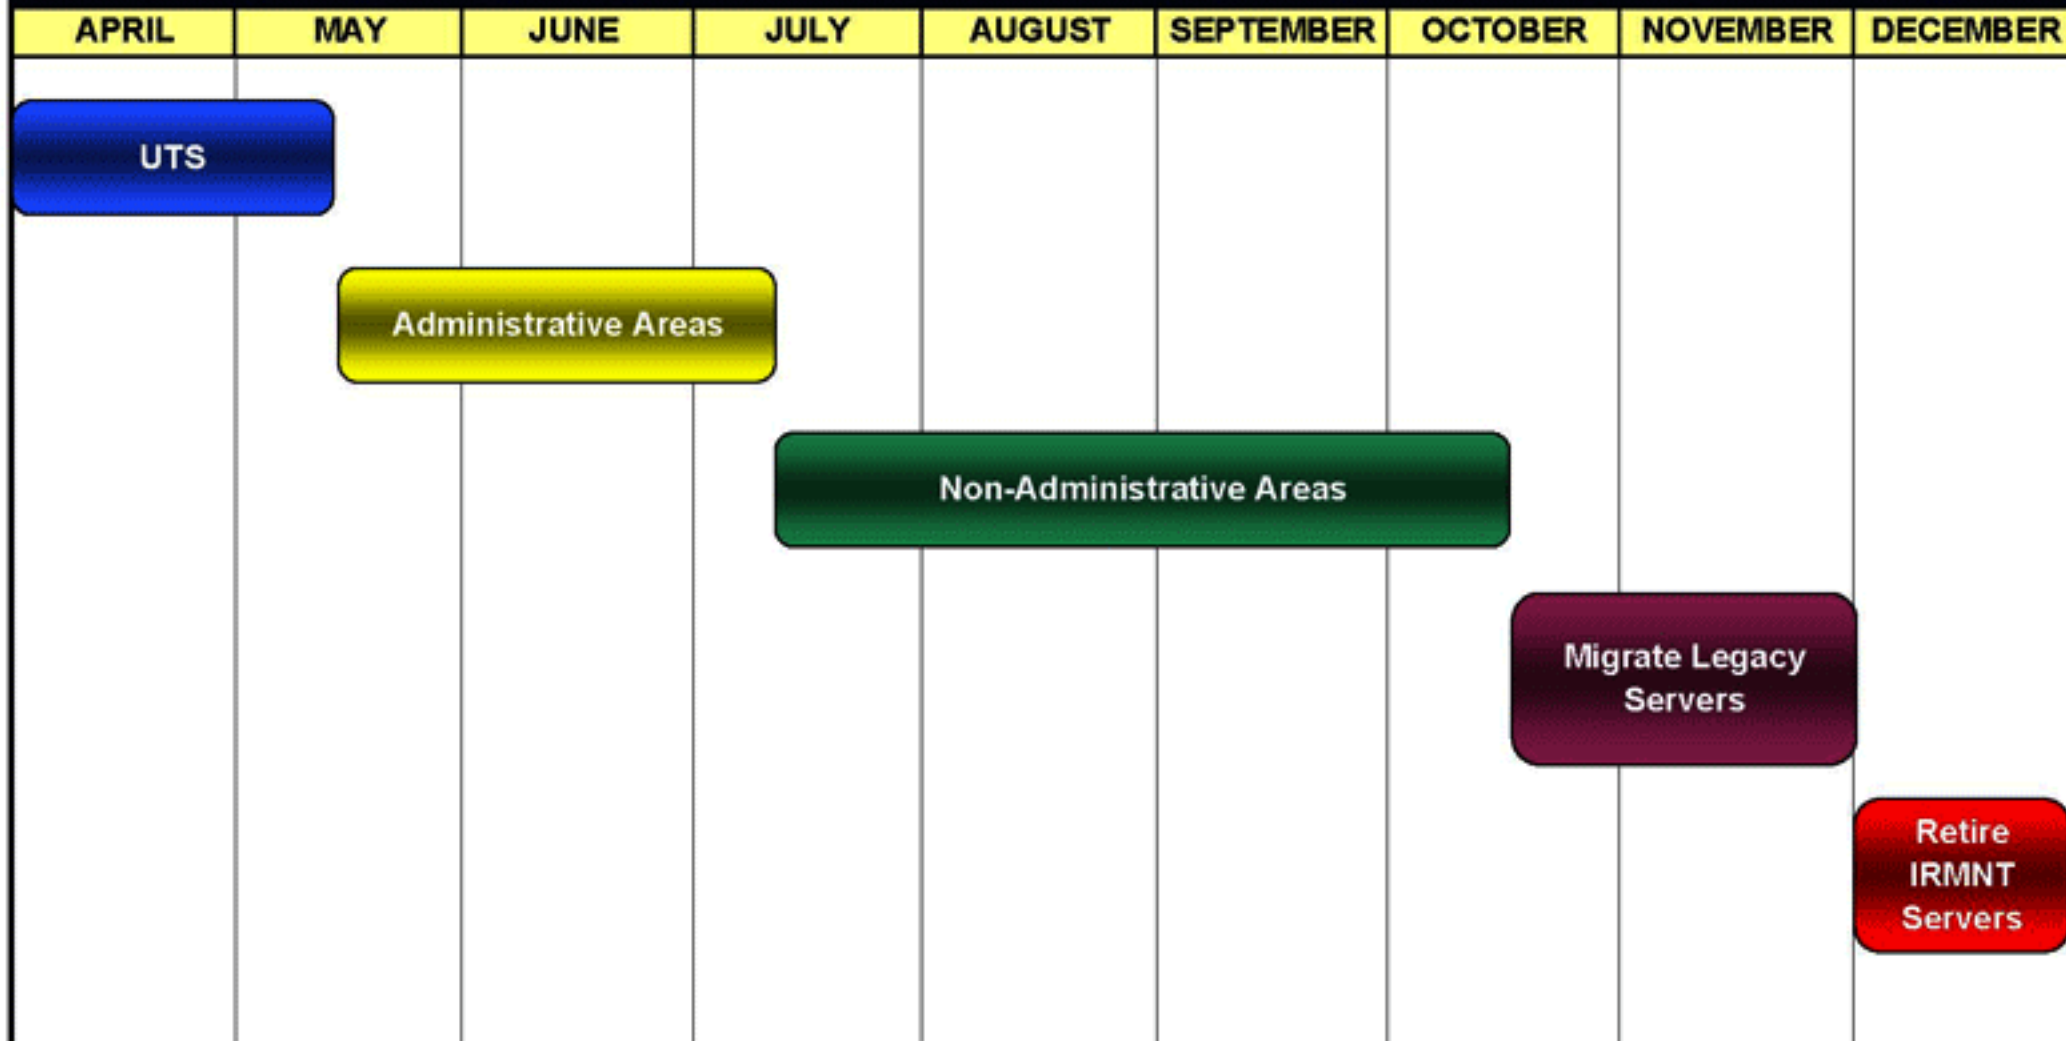 APRIL MAY JUNE JULY AUGUST SEPTEMBER OCTOBER NOVEMBER DECEMBER
UTS
Administrative Areas
Non-Administrative Areas
Migrate Legacy
Servers
Retire
IRMNT
Servers